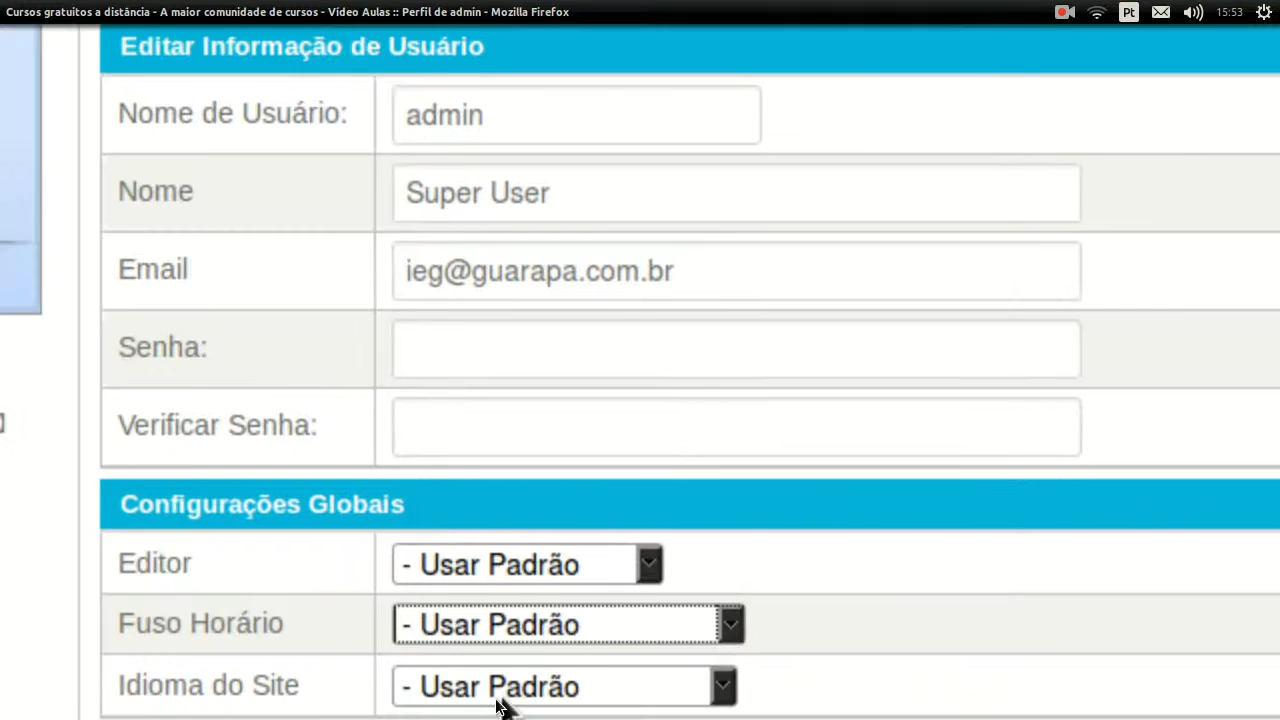 Cursos gratuitos a distância - A maior comunidade de cursos - Vídeo Aulas :: Perfil de admin - Mozilla Firefox
Pt
15:53
Editar Informação de Usuário
Nome de Usuário:
admin
Nome
Super User
Email
ieg@guarapa.com.br
Senha:
Verificar Senha:
Configurações Globais
Editor
- Usar Padrão
Fuso Horário
- Usar Padrão
Idioma do Site
- Usar Padrão